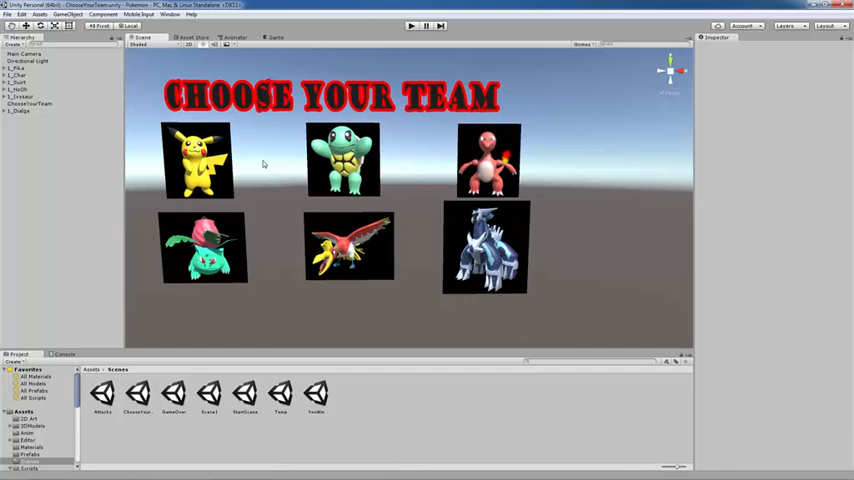 Unity Personal (64bit) - ChooseYourTeam.unity - Pokemon - PC, Mac & Linux Standalone <DX11>
File Edit Assets GameObject Component Mobile Input Window Help
Pivot Local Account Layers Layout
Hierarchy Scene Asset Store Animator Game Inspector
Create Shaded 2D Gizmos
Main Camera
Directional Light
1_Pika
1_Char
1_Squirt
1_HoOh
1_Ivysaur
ChooseYourTeam
1_Dialga
CHOOSE YOUR TEAM
Project Console
Create
Favorites
All Materials
All Models
All Prefabs
All Scripts
Assets
2D Art
3DModels
Anim
Editor
Materials
Prefabs
Scenes
Scripts
Assets Scenes
Attacks ChooseYour... GameOver Scene1 StartScene Temp YouWin